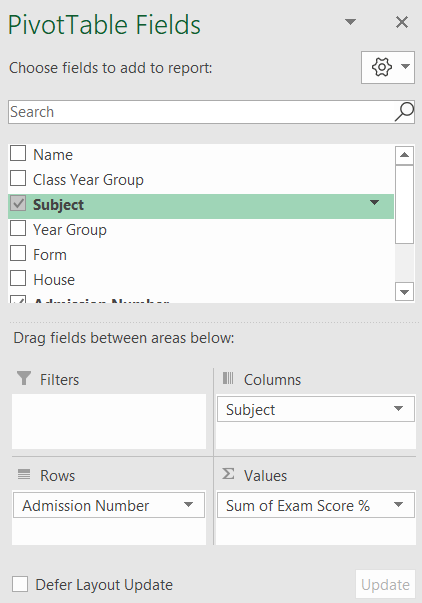 PivotTable Fields
Choose fields to add to report:
Search
Name
Class Year Group
Subject
Year Group
Form
House
Admission Number
Drag fields between areas below:
Filters
Columns
Subject
Rows
Σ Values
Admission Number
Sum of Exam Score %
Defer Layout Update
Update